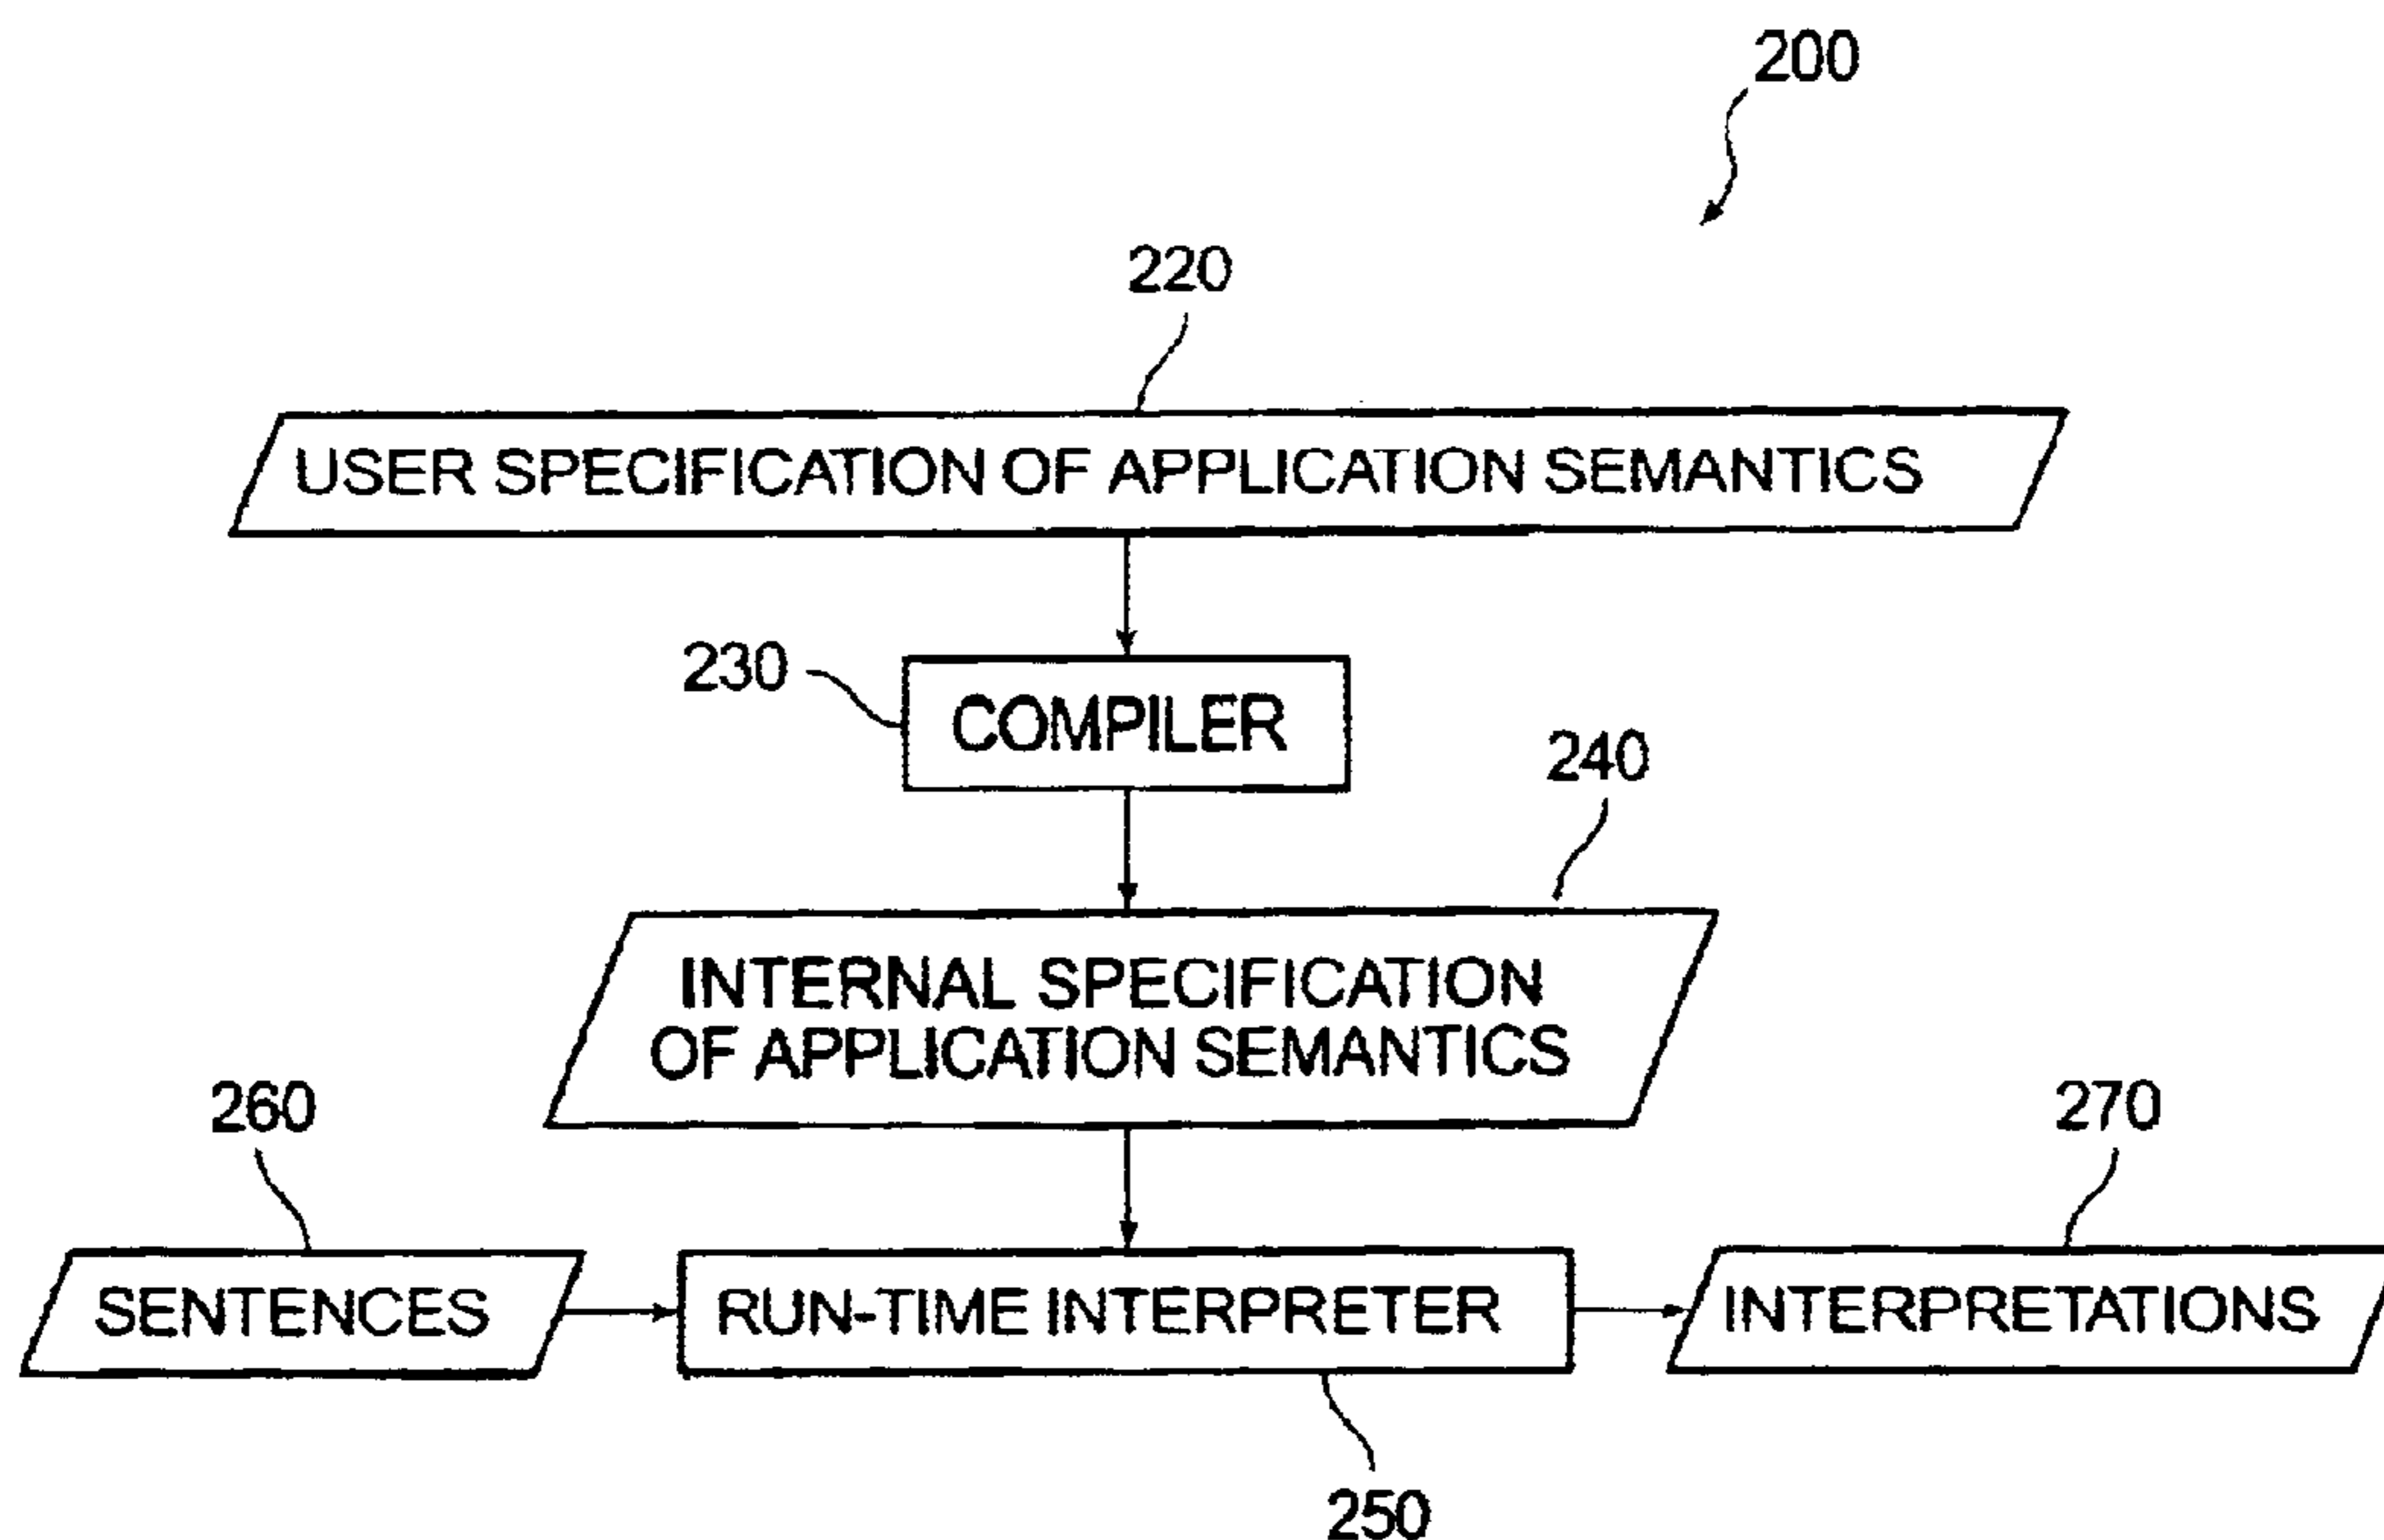 200
220
USER SPECIFICATION OF APPLICATION SEMANTICS
230
COMPILER
240
INTERNAL SPECIFICATION
OF APPLICATION SEMANTICS
260
270
SENTENCES
RUN-TIME INTERPRETER
INTERPRETATIONS
250